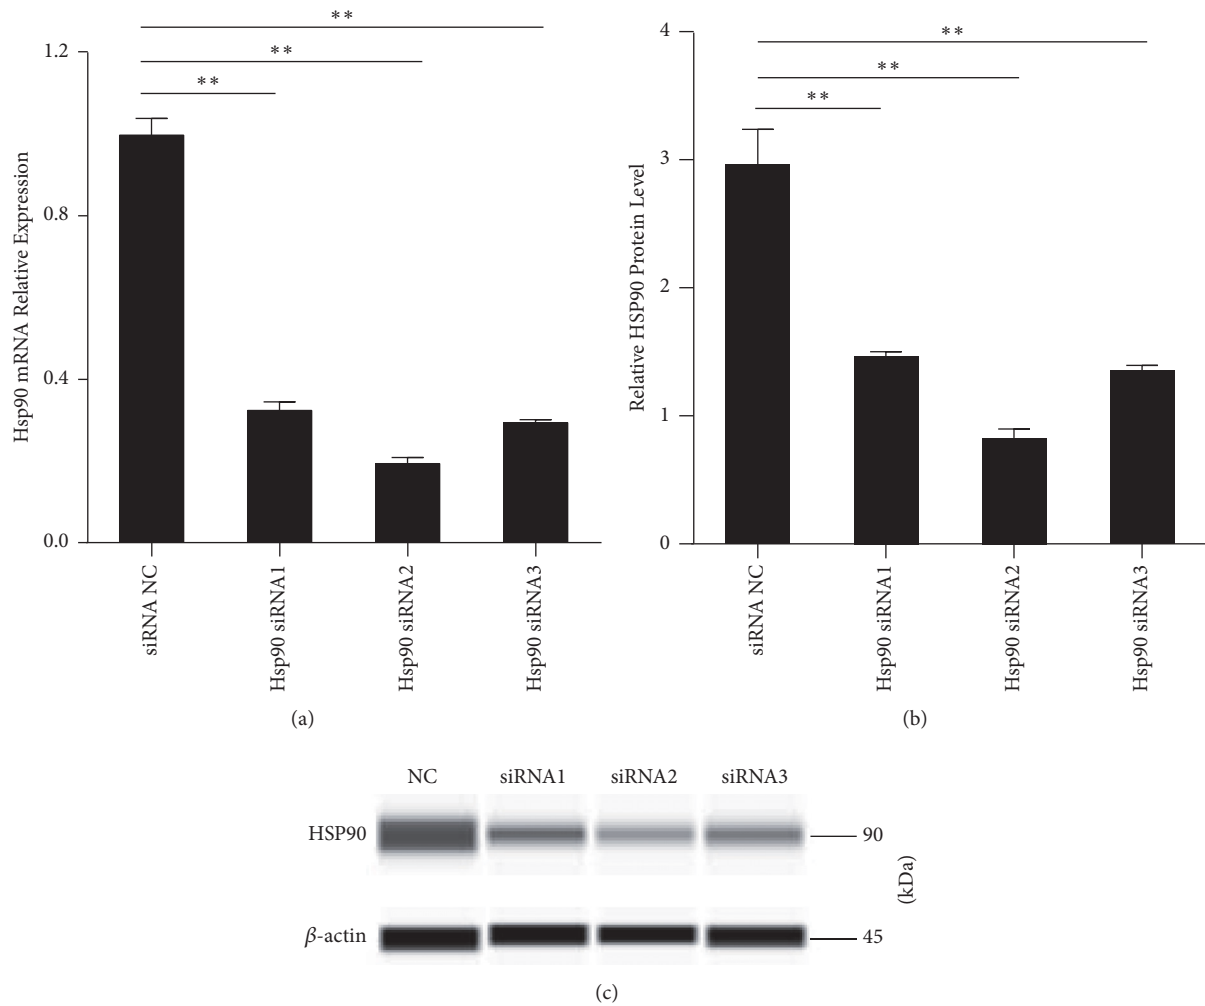 **
**
**
1.2
0.8
0.4
0.0
Hsp90 mRNA Relative Expression
siRNA NC
Hsp90 siRNA1
Hsp90 siRNA2
Hsp90 siRNA3
(a)
**
**
**
4
3
2
1
0
Relative HSP90 Protein Level
siRNA NC
Hsp90 siRNA1
Hsp90 siRNA2
Hsp90 siRNA3
(b)
NC siRNA1 siRNA2 siRNA3
HSP90 90
(kDa)
β-actin 45
(c)